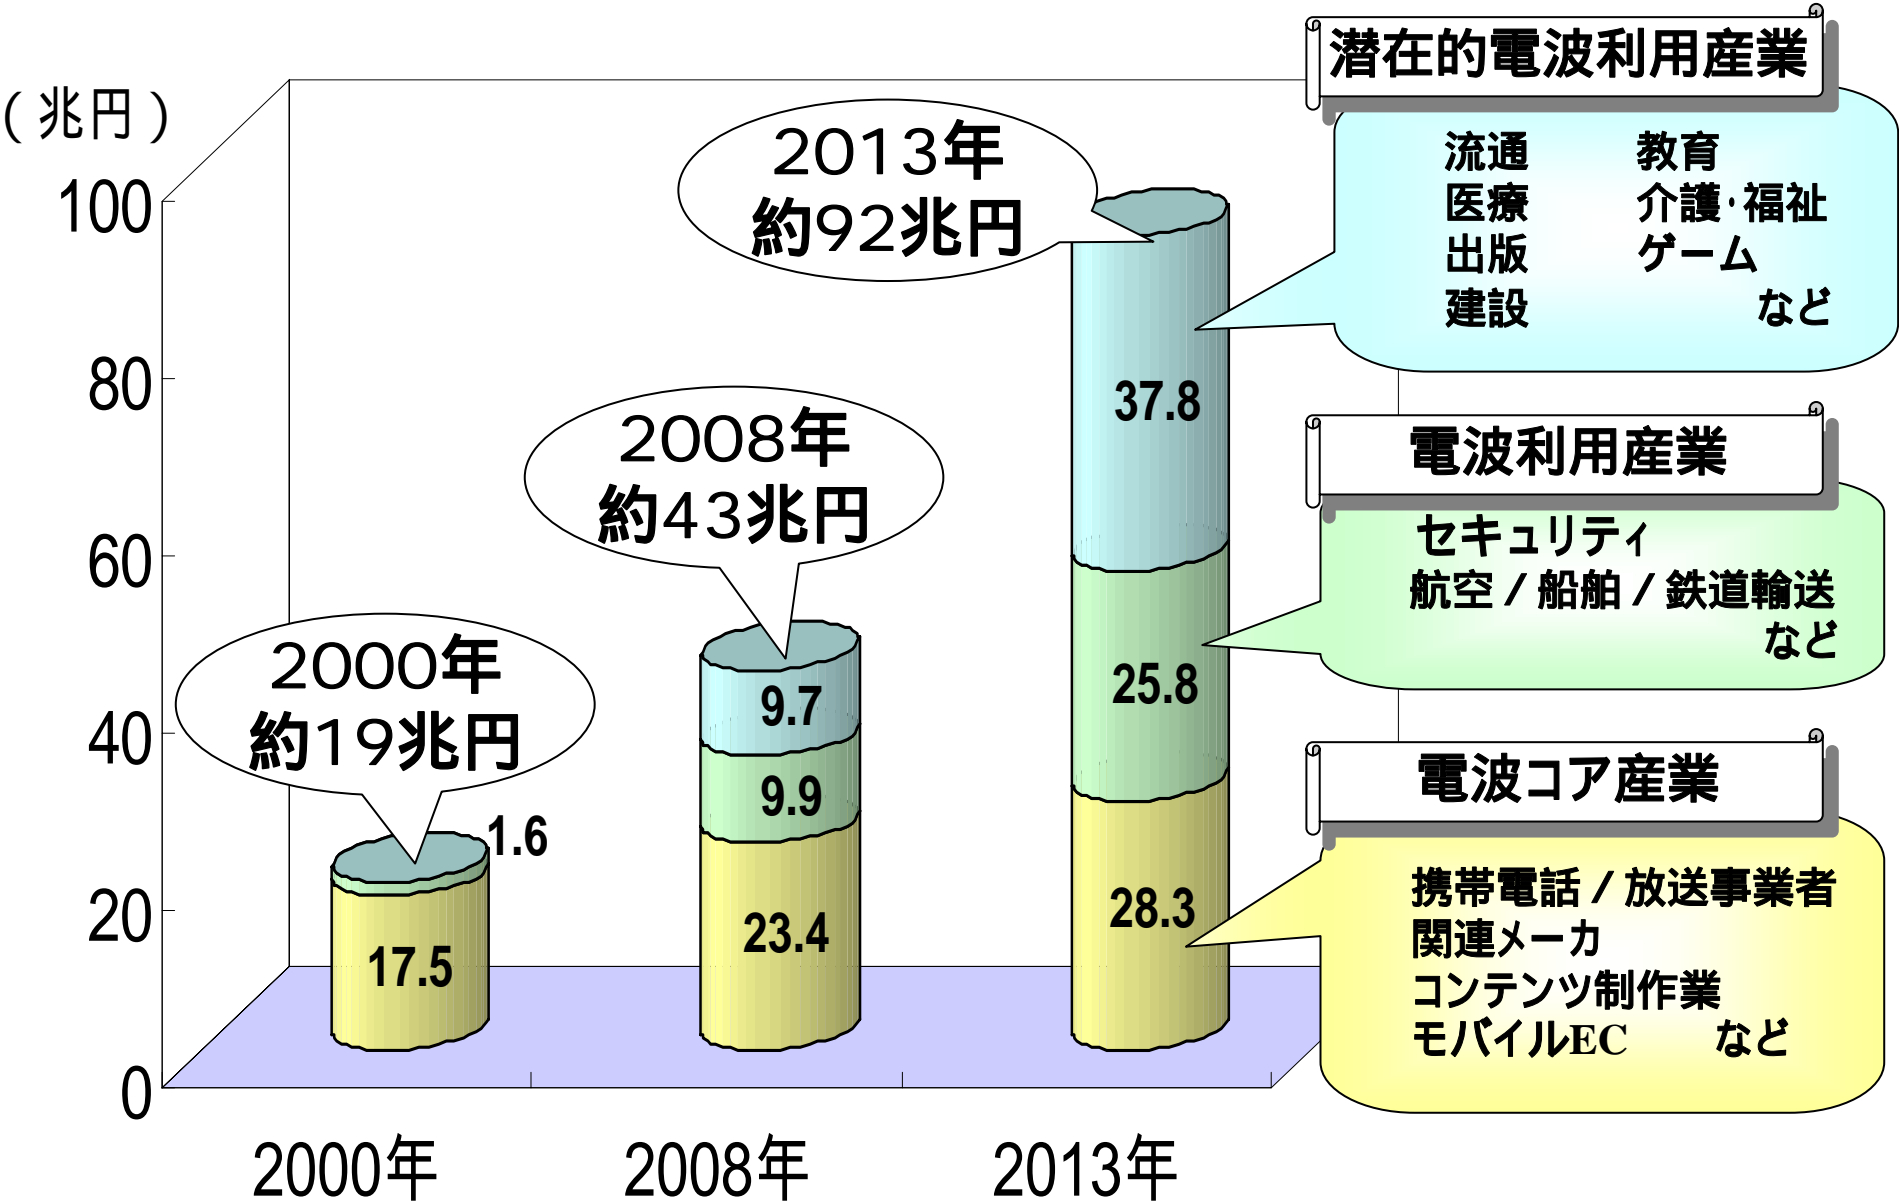 （兆円）
100
80
60
40
20
0
2000年
約19兆円
1.6
17.5
2000年
2008年
約43兆円
9.7
9.9
23.4
2008年
2013年
約92兆円
37.8
25.8
28.3
2013年
潜在的電波利用産業
流通 教育
医療 介護･福祉
出版 ゲーム
建設 など
電波利用産業
セキュリティ
航空／船舶／鉄道輸送
など
電波コア産業
携帯電話／放送事業者
関連メーカ
コンテンツ制作業
モバイルEC など